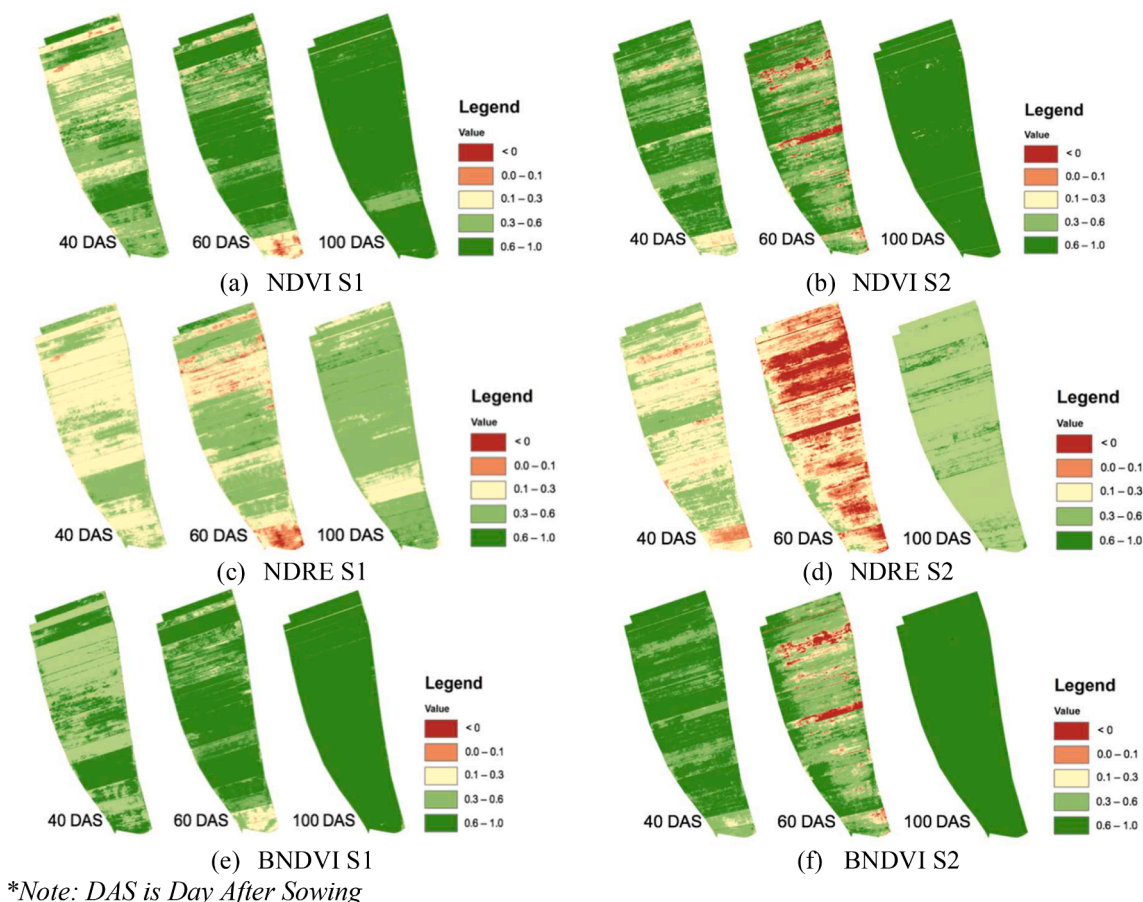 Legend
Value
< 0
0.0 – 0.1
0.1 – 0.3
0.3 – 0.6
0.6 – 1.0
40 DAS 60 DAS 100 DAS
(a) NDVI S1
Legend
Value
< 0
0.0 – 0.1
0.1 – 0.3
0.3 – 0.6
0.6 – 1.0
40 DAS 60 DAS 100 DAS
(b) NDVI S2
Legend
Value
< 0
0.0 – 0.1
0.1 – 0.3
0.3 – 0.6
0.6 – 1.0
40 DAS 60 DAS 100 DAS
(c) NDRE S1
Legend
Value
< 0
0.0 – 0.1
0.1 – 0.3
0.3 – 0.6
0.6 – 1.0
40 DAS 60 DAS 100 DAS
(d) NDRE S2
Legend
Value
< 0
0.0 – 0.1
0.1 – 0.3
0.3 – 0.6
0.6 – 1.0
40 DAS 60 DAS 100 DAS
(e) BNDVI S1
Legend
Value
< 0
0.0 – 0.1
0.1 – 0.3
0.3 – 0.6
0.6 – 1.0
40 DAS 60 DAS 100 DAS
(f) BNDVI S2
*Note: DAS is Day After Sowing